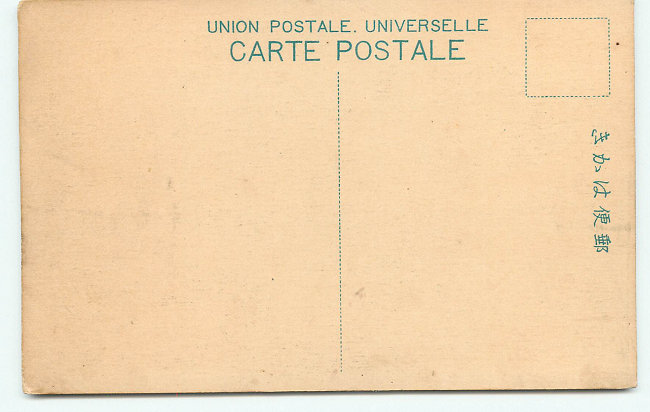 UNION POSTALE. UNIVERSELLE
CARTE POSTALE
郵便はかき